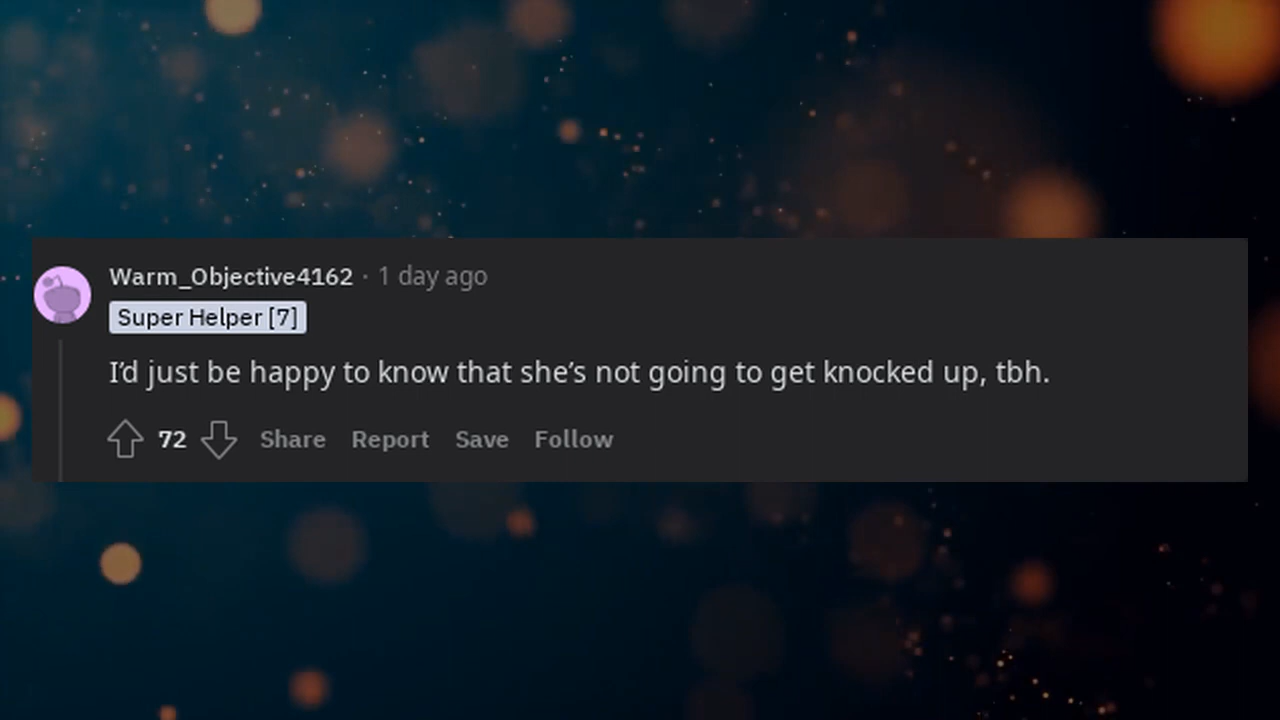 Warm_Objective4162 · 1 day ago
Super Helper [7]
I’d just be happy to know that she’s not going to get knocked up, tbh.
72 Share Report Save Follow